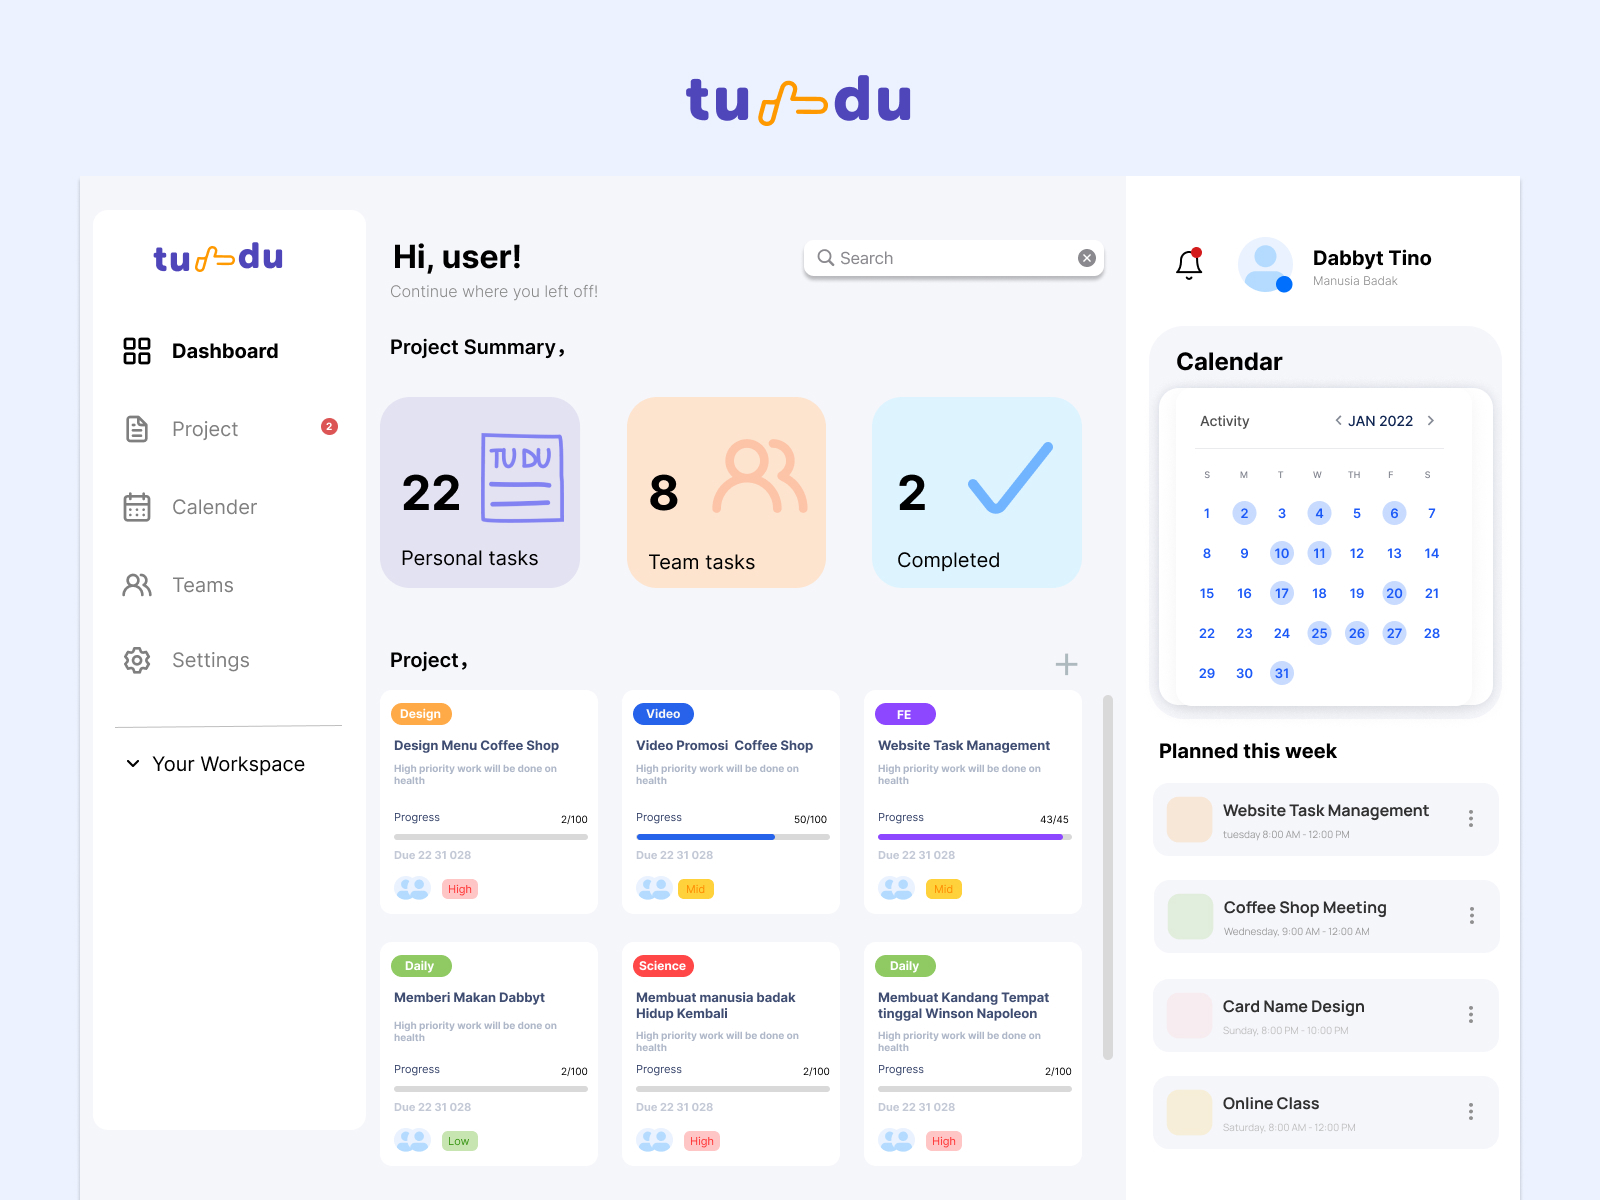 tu du
tu du
Dashboard
Project
2
Calender
Teams
Settings
Your Workspace
Hi, user!
Continue where you left off!
Search
Project Summary,
22
TU DU
Personal tasks
8
Team tasks
2
Completed
Project,
Design
Design Menu Coffee Shop
High priority work will be done on
health
Progress
2/100
Due 22 31 028
High
Video
Video Promosi  Coffee Shop
High priority work will be done on
health
Progress
50/100
Due 22 31 028
Mid
FE
Website Task Management
High priority work will be done on
health
Progress
43/45
Due 22 31 028
Mid
Daily
Memberi Makan Dabbyt
High priority work will be done on
health
Progress
2/100
Due 22 31 028
Low
Science
Membuat manusia badak
Hidup Kembali
High priority work will be done on
health
Progress
2/100
Due 22 31 028
High
Daily
Membuat Kandang Tempat
tinggal Winson Napoleon
High priority work will be done on
health
Progress
2/100
Due 22 31 028
High
Dabbyt Tino
Manusia Badak
Calendar
Activity
JAN 2022
S M T W TH F S
1 2 3 4 5 6 7
8 9 10 11 12 13 14
15 16 17 18 19 20 21
22 23 24 25 26 27 28
29 30 31
Planned this week
Website Task Management
tuesday 8:00 AM - 12:00 PM
Coffee Shop Meeting
Wednesday, 9:00 AM - 12:00 AM
Card Name Design
Sunday, 8:00 PM - 10:00 PM
Online Class
Saturday, 8:00 AM - 12:00 PM